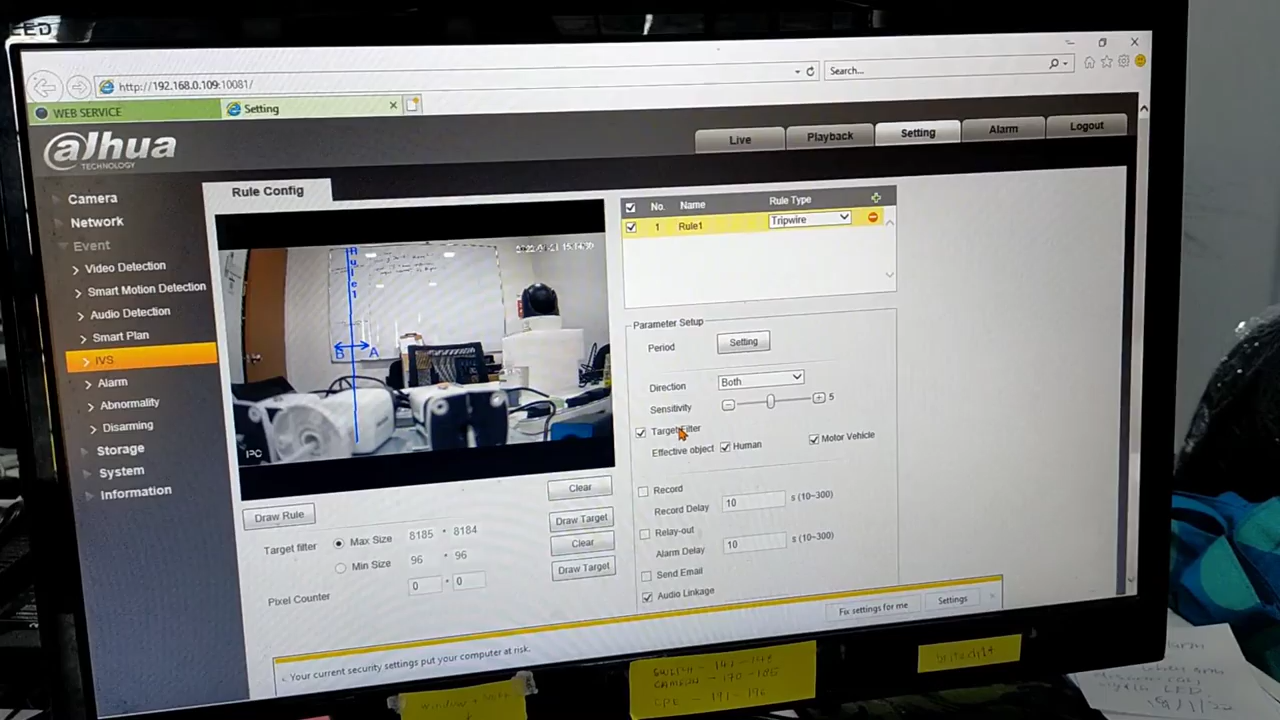 http://192.168.0.109:10081/
Search...
WEB SERVICE
Setting
alhua
TECHNOLOGY
Live
Playback
Setting
Alarm
Logout
Camera
Network
Event
Video Detection
Smart Motion Detection
Audio Detection
Smart Plan
IVS
Alarm
Abnormality
Disarming
Storage
System
Information
Rule Config
Rule1
B A
IPC
Draw Rule
Clear
Draw Target
Clear
Draw Target
Target filter
Max Size 8185 * 8184
Min Size 96 * 96
Pixel Counter 0 * 0
No. Name Rule Type
1 Rule1 Tripwire
Parameter Setup
Period Setting
Direction Both
Sensitivity 5
Target Filter
Effective object Human Motor Vehicle
Record
Record Delay 10 s (10~300)
Relay-out
Alarm Delay 10 s (10~300)
Send Email
Audio Linkage
Your current security settings put your computer at risk.
Fix settings for me
Settings